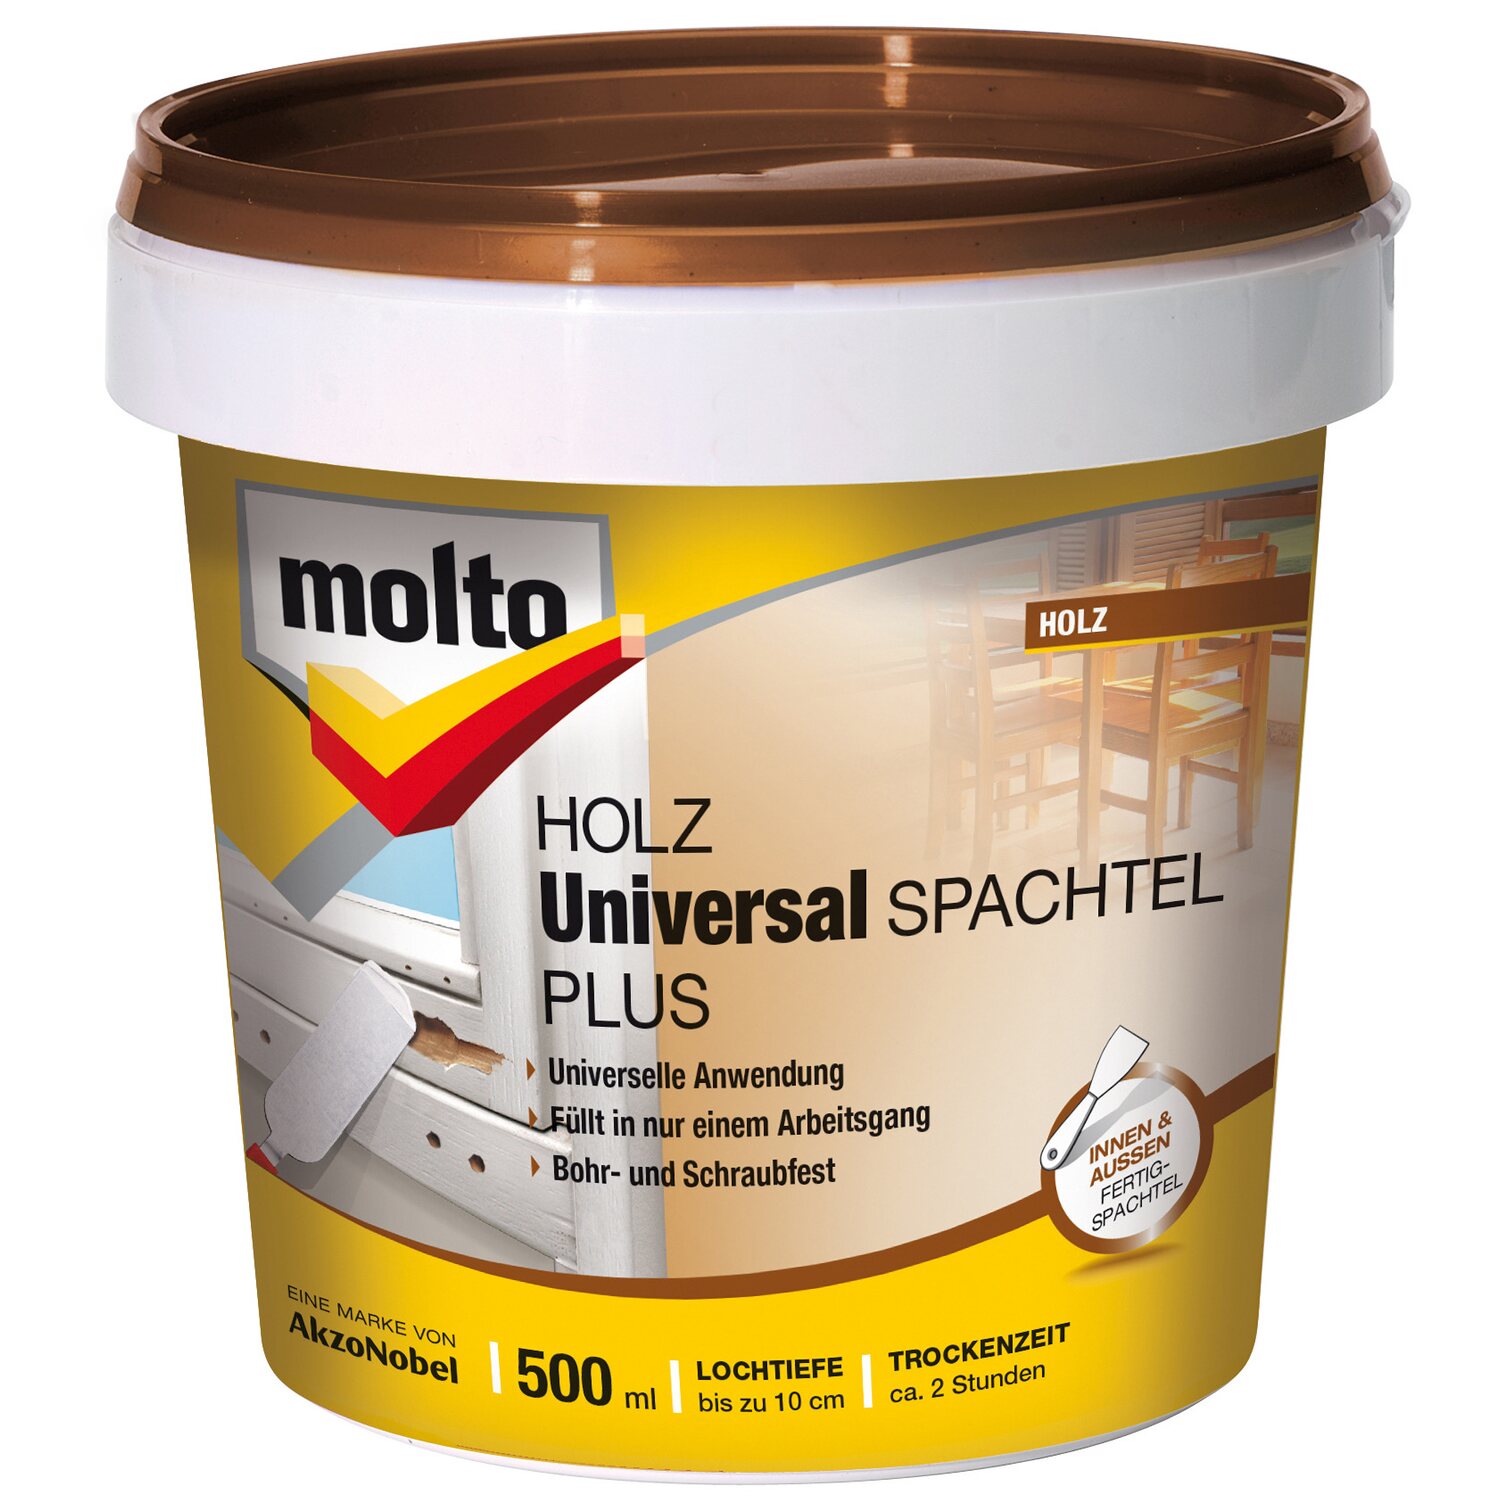 molto
HOLZ
HOLZ
Universal SPACHTEL
PLUS
Universelle Anwendung
Füllt in nur einem Arbeitsgang
Bohr- und Schraubfest
INNEN &
AUSSEN
FERTIG-
SPACHTEL
EINE MARKE VON
AkzoNobel
500 ml
LOCHTIEFE
bis zu 10 cm
TROCKENZEIT
ca. 2 Stunden